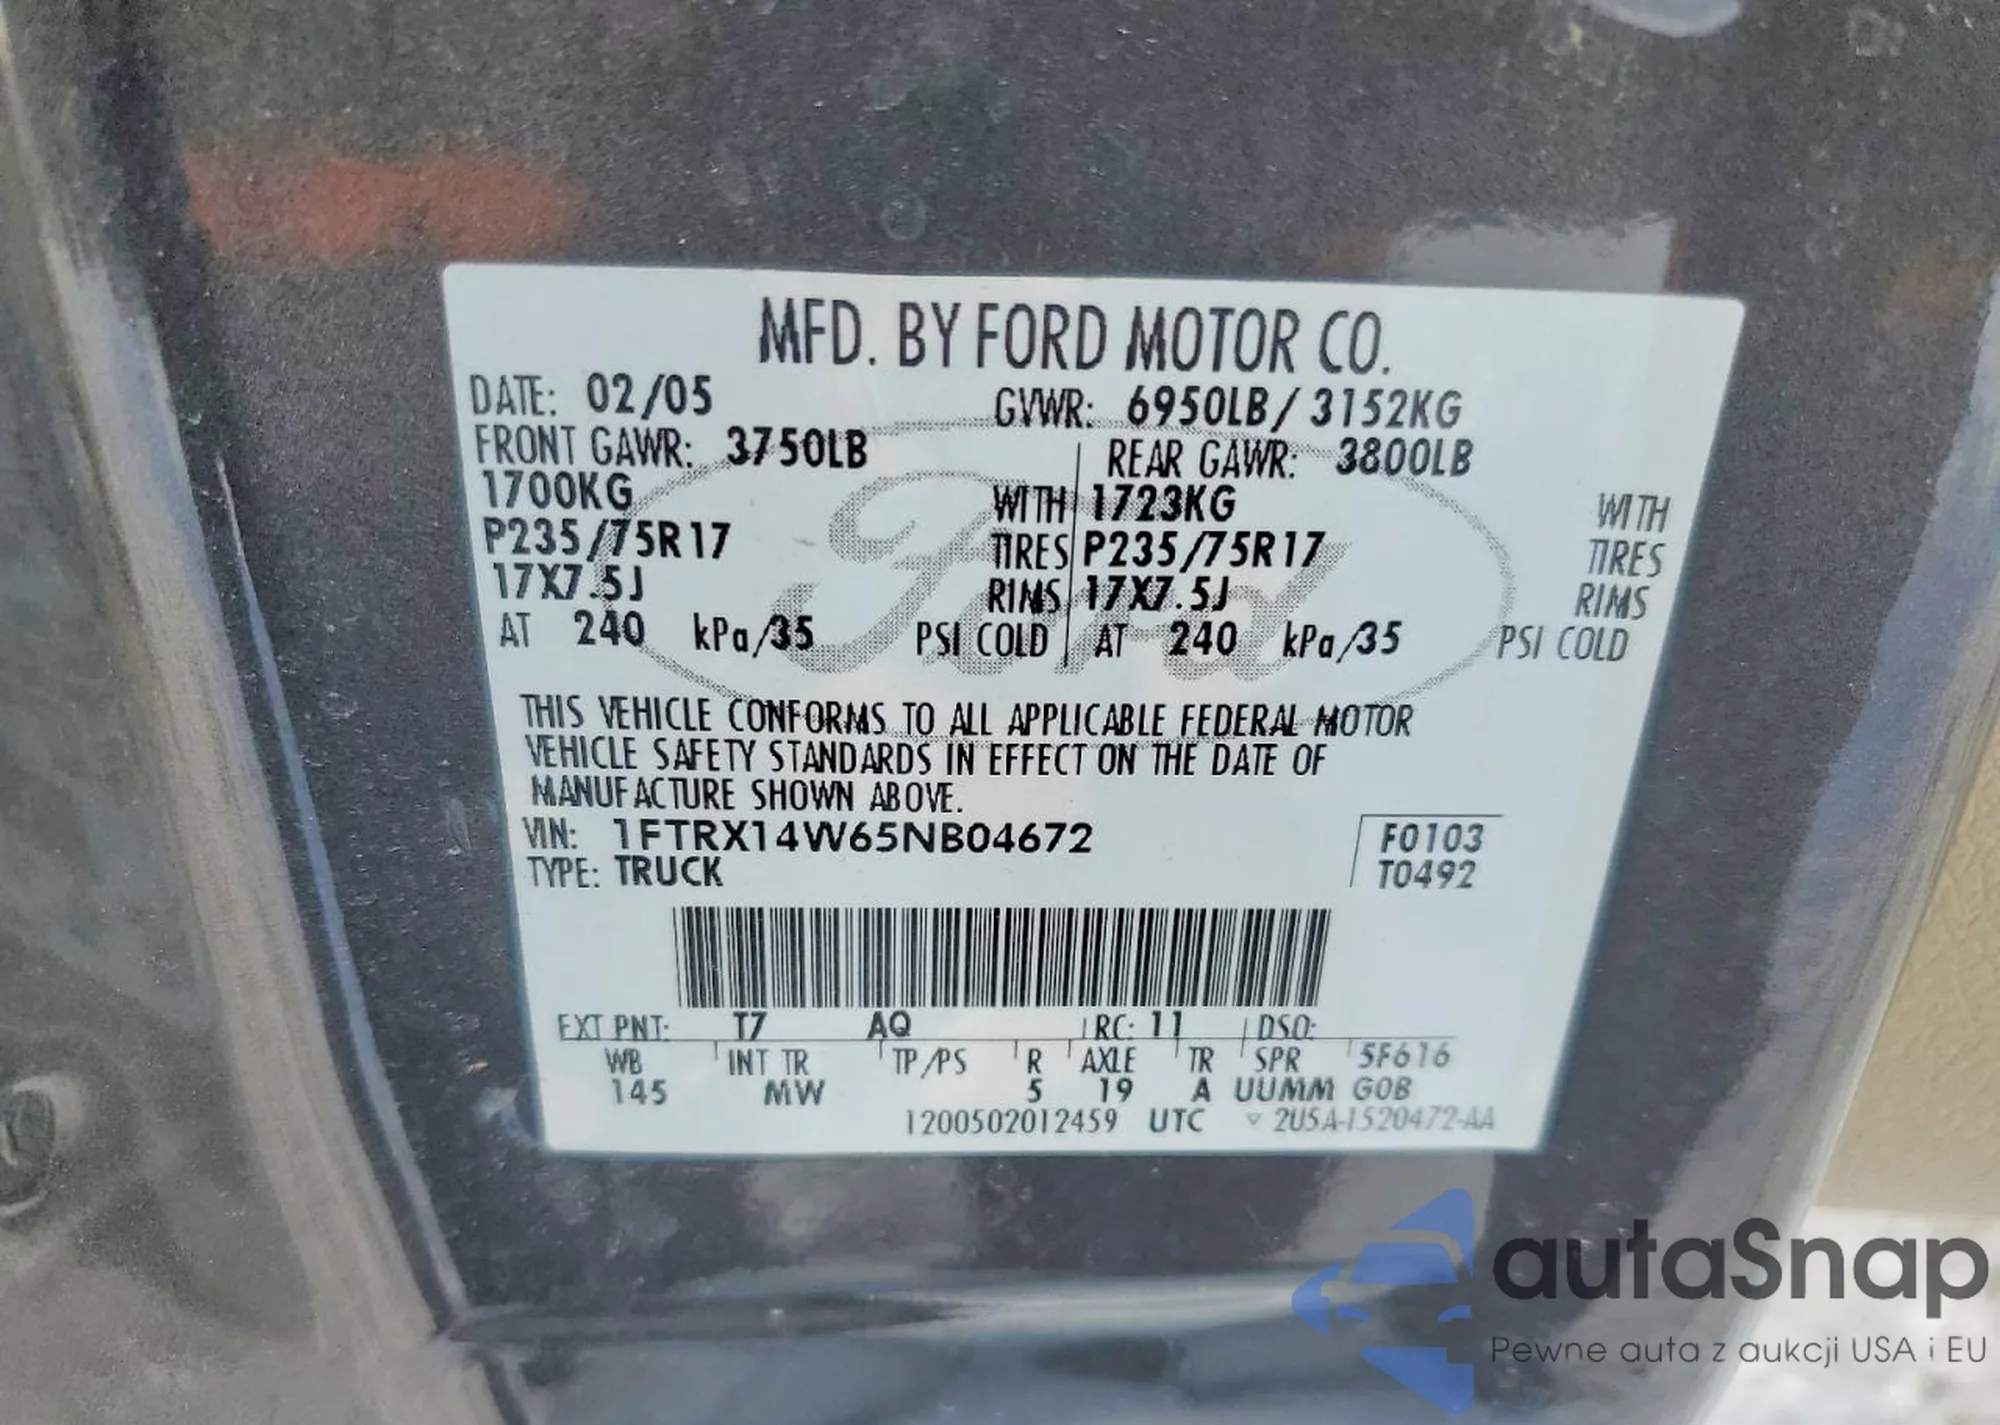 MFD. BY FORD MOTOR CO.
DATE: 02/05 GVWR: 6950LB/ 3152KG
FRONT GAWR: 3750LB REAR GAWR: 3800LB
1700KG WITH 1723KG WITH
P235/75R17 TIRES P235/75R17 TIRES
17X7.5J RIMS 17X7.5J RIMS
AT 240 kPa/35 PSI COLD AT 240 kPa/35 PSI COLD
THIS VEHICLE CONFORMS TO ALL APPLICABLE FEDERAL MOTOR
VEHICLE SAFETY STANDARDS IN EFFECT ON THE DATE OF
MANUFACTURE SHOWN ABOVE.
VIN: 1FTRX14W65NB04672 F0103
TYPE: TRUCK T0492
EXT PNT: T7 AQ RC: 11 DSO:
WB INT TR TP/PS R AXLE TR SPR 5F616
145 MW 5 19 A UUMM G0B
1200502012459 UTC ▽ 2U5A-1520472-AA
Ford
autaSnap
Pewne auta z aukcji USA i EU